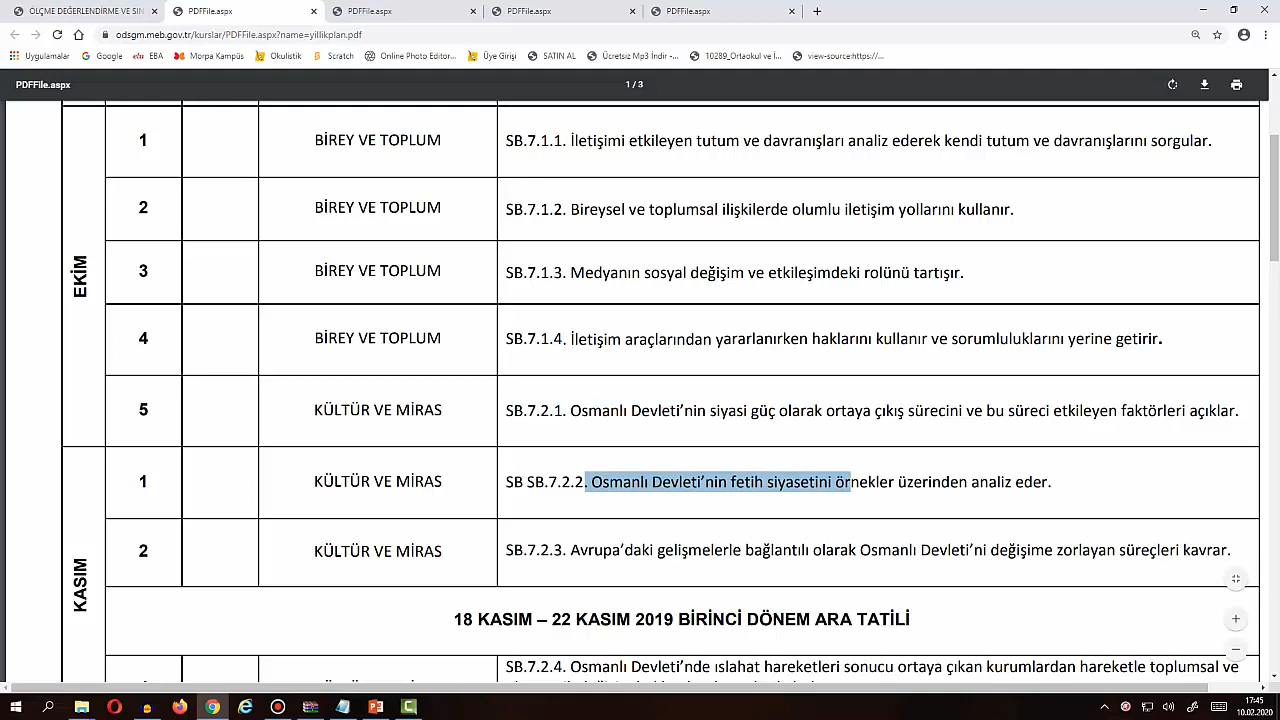 ÖLÇME DEĞERLENDİRME VE SIN
PDFFile.aspx
PDFFile.aspx
PDFFile.aspx
PDFFile.aspx
odsgm.meb.gov.tr/kurslar/PDFFile.aspx?name=yillikplan.pdf
Uygulamalar
Google
EBA
Morpa Kampüs
Okulistik
Scratch
Online Photo Editor...
Üye Girişi
SATIN AL
Ücretsiz Mp3 İndir -...
10289_Ortaokul ve İ...
view-source:https://...
PDFFile.aspx
1 / 3
EKİM
1 BİREY VE TOPLUM SB.7.1.1. İletişimi etkileyen tutum ve davranışları analiz ederek kendi tutum ve davranışlarını sorgular.
2 BİREY VE TOPLUM SB.7.1.2. Bireysel ve toplumsal ilişkilerde olumlu iletişim yollarını kullanır.
3 BİREY VE TOPLUM SB.7.1.3. Medyanın sosyal değişim ve etkileşimdeki rolünü tartışır.
4 BİREY VE TOPLUM SB.7.1.4. İletişim araçlarından yararlanırken haklarını kullanır ve sorumluluklarını yerine getirir.
5 KÜLTÜR VE MİRAS SB.7.2.1. Osmanlı Devleti’nin siyasi güç olarak ortaya çıkış sürecini ve bu süreci etkileyen faktörleri açıklar.
KASIM
1 KÜLTÜR VE MİRAS SB SB.7.2.2. Osmanlı Devleti’nin fetih siyasetini örnekler üzerinden analiz eder.
2 KÜLTÜR VE MİRAS SB.7.2.3. Avrupa’daki gelişmelerle bağlantılı olarak Osmanlı Devleti’ni değişime zorlayan süreçleri kavrar.
18 KASIM – 22 KASIM 2019 BİRİNCİ DÖNEM ARA TATİLİ
SB.7.2.4. Osmanlı Devleti’nde ıslahat hareketleri sonucu ortaya çıkan kurumlardan hareketle toplumsal ve
17:45
10.02.2020